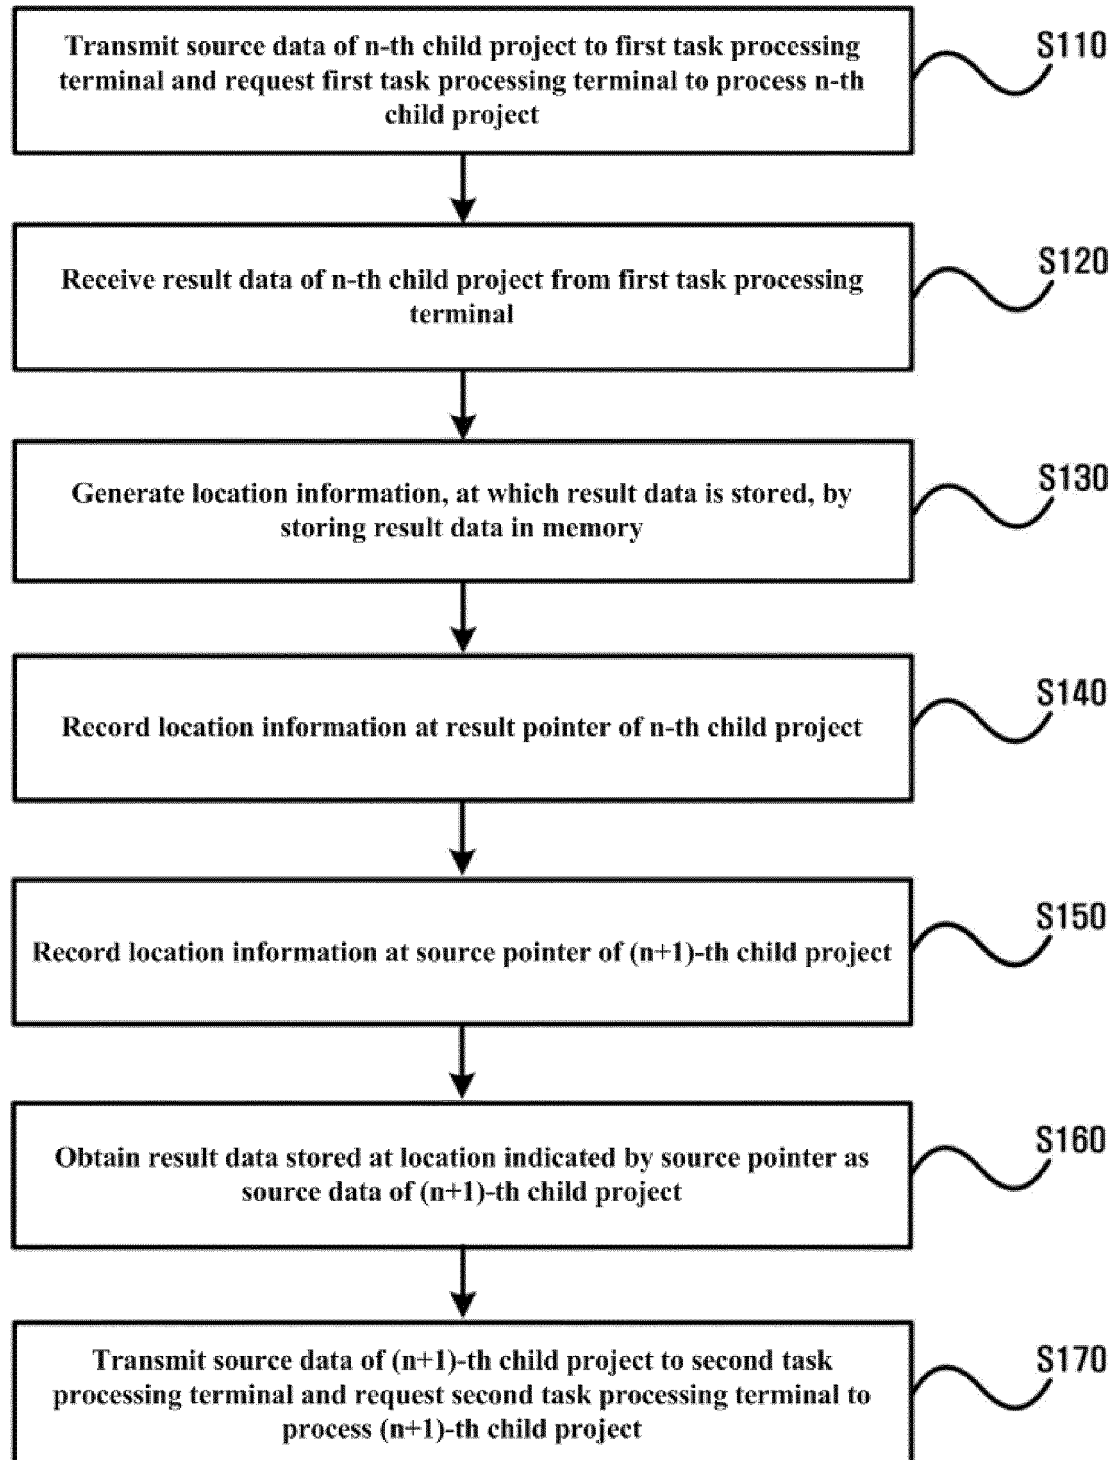 Transmit source data of n-th child project to first task processing
terminal and request first task processing terminal to process n-th
child project
S110
Receive result data of n-th child project from first task processing
terminal
S120
Generate location information, at which result data is stored, by
storing result data in memory
S130
Record location information at result pointer of n-th child project
S140
Record location information at source pointer of (n+1)-th child project
S150
Obtain result data stored at location indicated by source pointer as
source data of (n+1)-th child project
S160
Transmit source data of (n+1)-th child project to second task
processing terminal and request second task processing terminal to
process (n+1)-th child project
S170